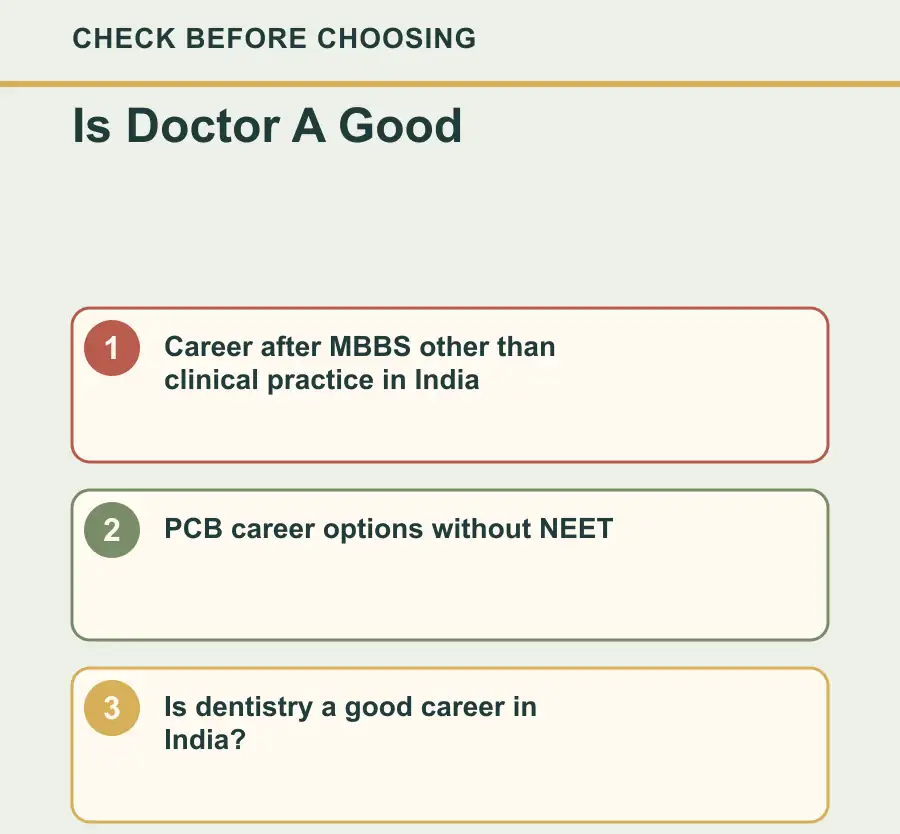 CHECK BEFORE CHOOSING
Is Doctor A Good
1
Career after MBBS other than
clinical practice in India
2
PCB career options without NEET
3
Is dentistry a good career in
India?